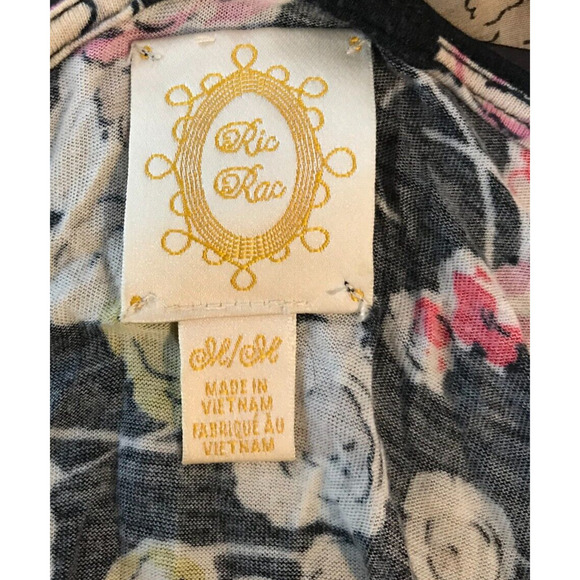 Ric
Rac
M/M
MADE IN
VIETNAM
FABRIQUÉ AU
VIETNAM